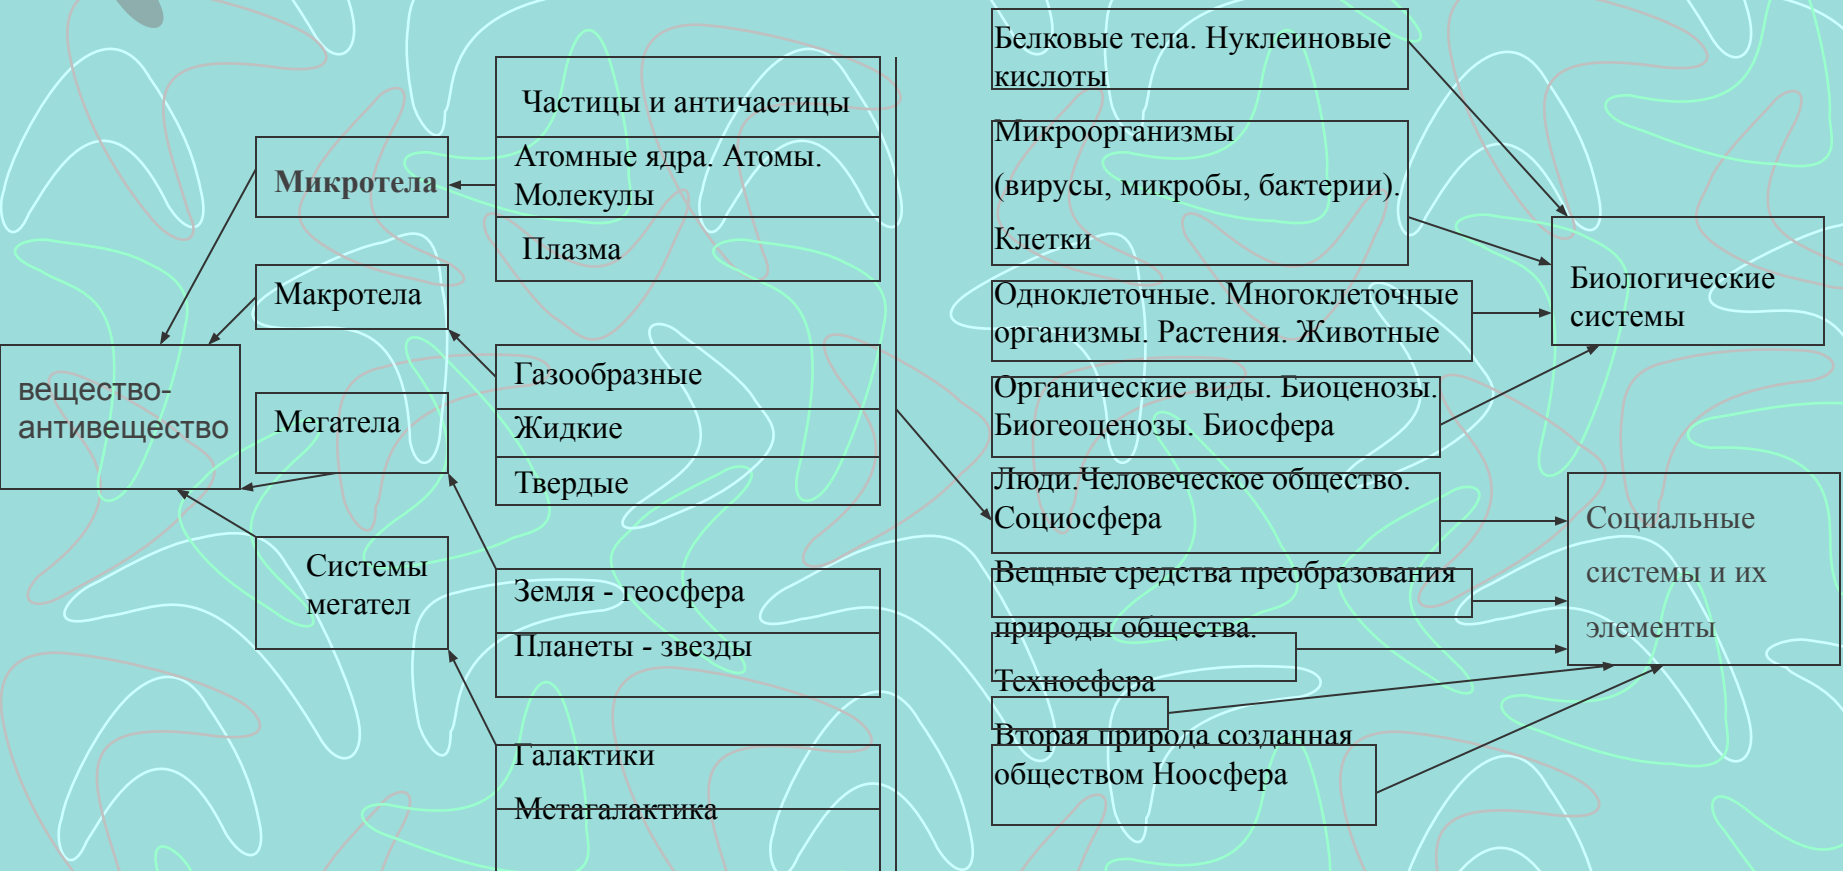 вещество-
антивещество
Микротела
Макротела
Мегатела
Системы
мегател
Частицы и античастицы
Атомные ядра. Атомы.
Молекулы
Плазма
Газообразные
Жидкие
Твердые
Земля - геосфера
Планеты - звезды
Галактики
Метагалактика
Белковые тела. Нуклеиновые
кислоты
Микроорганизмы
(вирусы, микробы, бактерии).
Клетки
Одноклеточные. Многоклеточные
организмы. Растения. Животные
Органические виды. Биоценозы.
Биогеоценозы. Биосфера
Люди.Человеческое общество.
Социосфера
Вещные средства преобразования
природы общества.
Техносфера
Вторая природа созданная
обществом Ноосфера
Биологические
системы
Социальные
системы и их
элементы